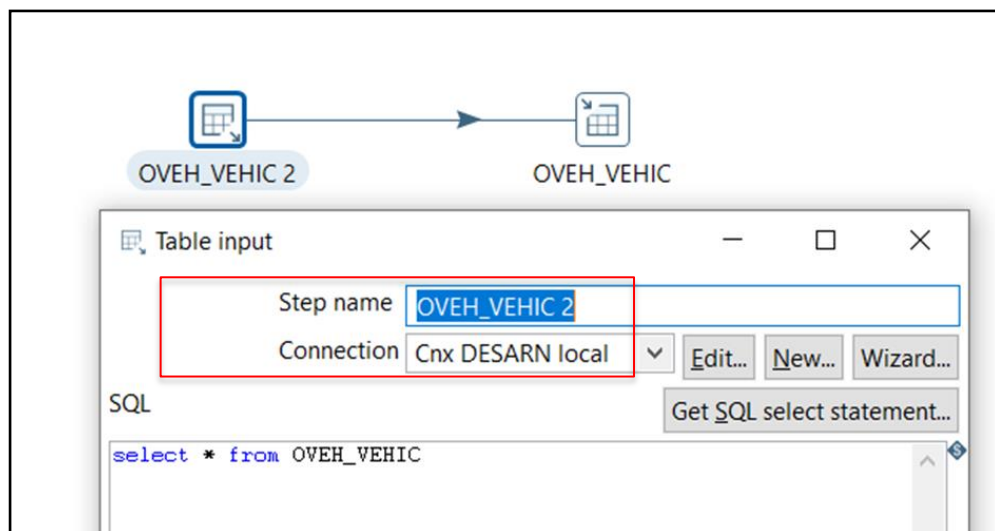 OVEH_VEHIC 2
OVEH_VEHIC
Table input
Step name OVEH_VEHIC 2
Connection Cnx DESARN local Edit... New... Wizard...
SQL
Get SQL select statement...
select * from OVEH_VEHIC
S